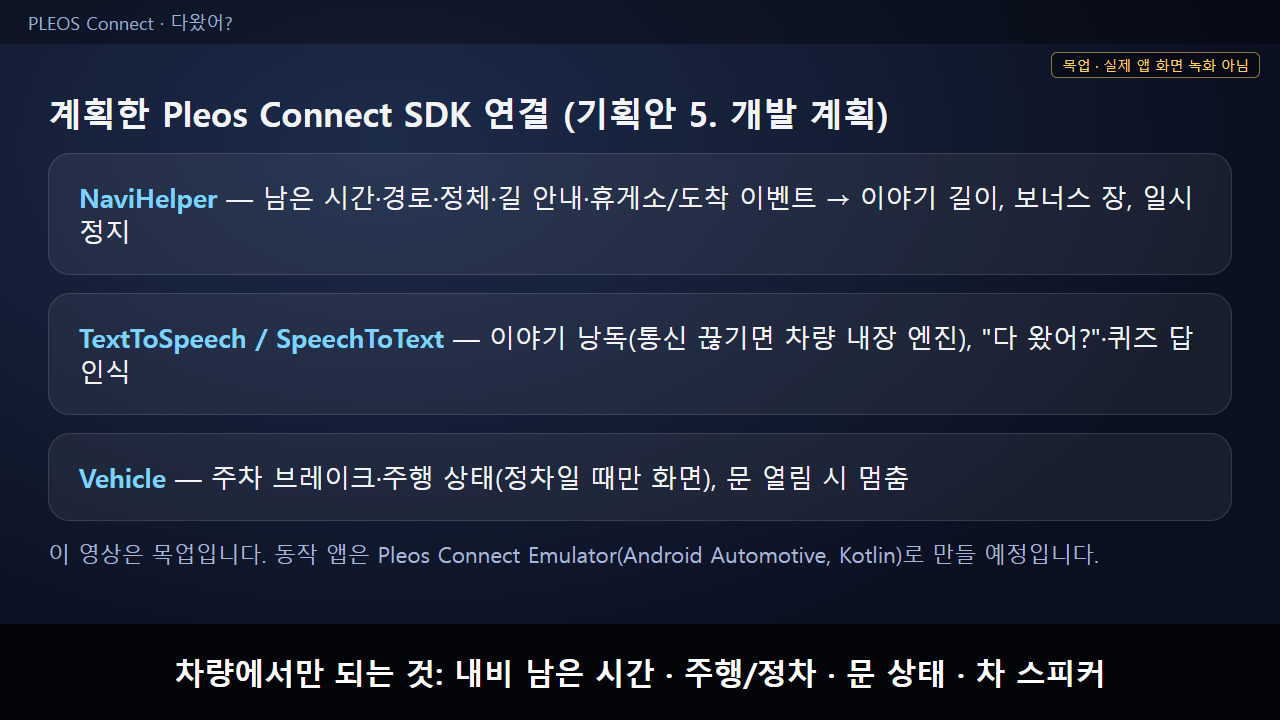 PLEOS Connect · 다왔어?
목업 · 실제 앱 화면 녹화 아님
계획한 Pleos Connect SDK 연결 (기획안 5. 개발 계획)
NaviHelper — 남은 시간·경로·정체·길 안내·휴게소/도착 이벤트 → 이야기 길이, 보너스 장, 일시
정지
TextToSpeech / SpeechToText — 이야기 낭독(통신 끊기면 차량 내장 엔진), "다 왔어?"·퀴즈 답
인식
Vehicle — 주차 브레이크·주행 상태(정차일 때만 화면), 문 열림 시 멈춤
이 영상은 목업입니다. 동작 앱은 Pleos Connect Emulator(Android Automotive, Kotlin)로 만들 예정입니다.
차량에서만 되는 것: 내비 남은 시간 · 주행/정차 · 문 상태 · 차 스피커